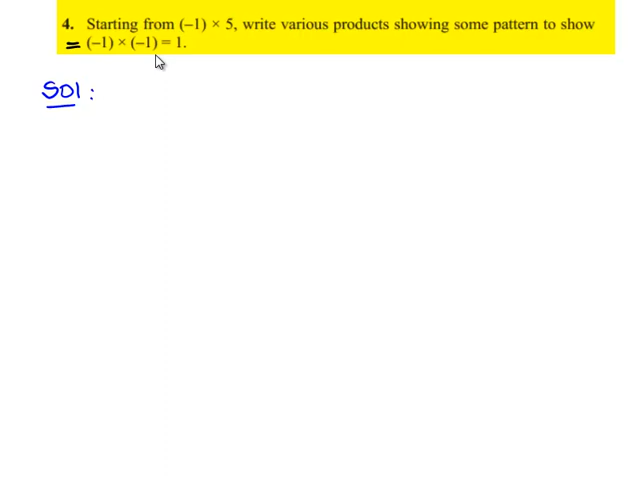 4. Starting from (–1) × 5, write various products showing some pattern to show
(–1) × (–1) = 1.
Sol :